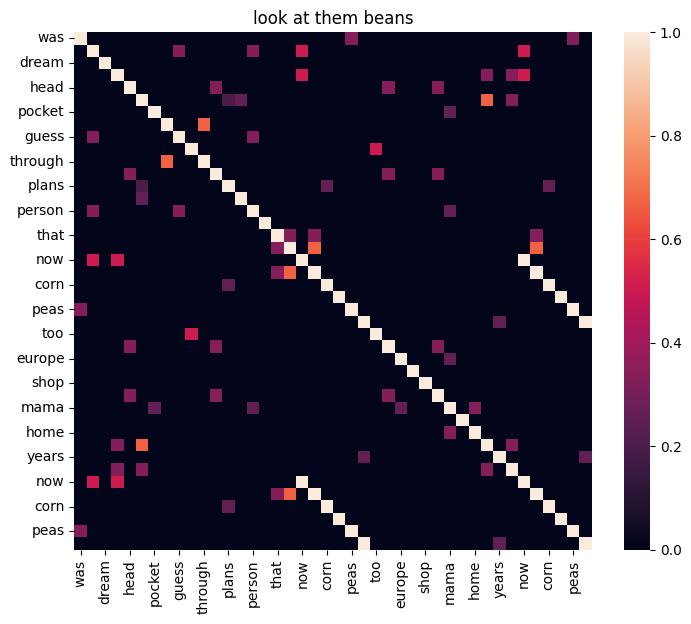 look at them beans
was
dream
head
pocket
guess
through
plans
person
that
now
corn
peas
too
europe
shop
mama
home
years
now
corn
peas
1.0
0.8
0.6
0.4
0.2
0.0
was
dream
head
pocket
guess
through
plans
person
that
now
corn
peas
too
europe
shop
mama
home
years
now
corn
peas